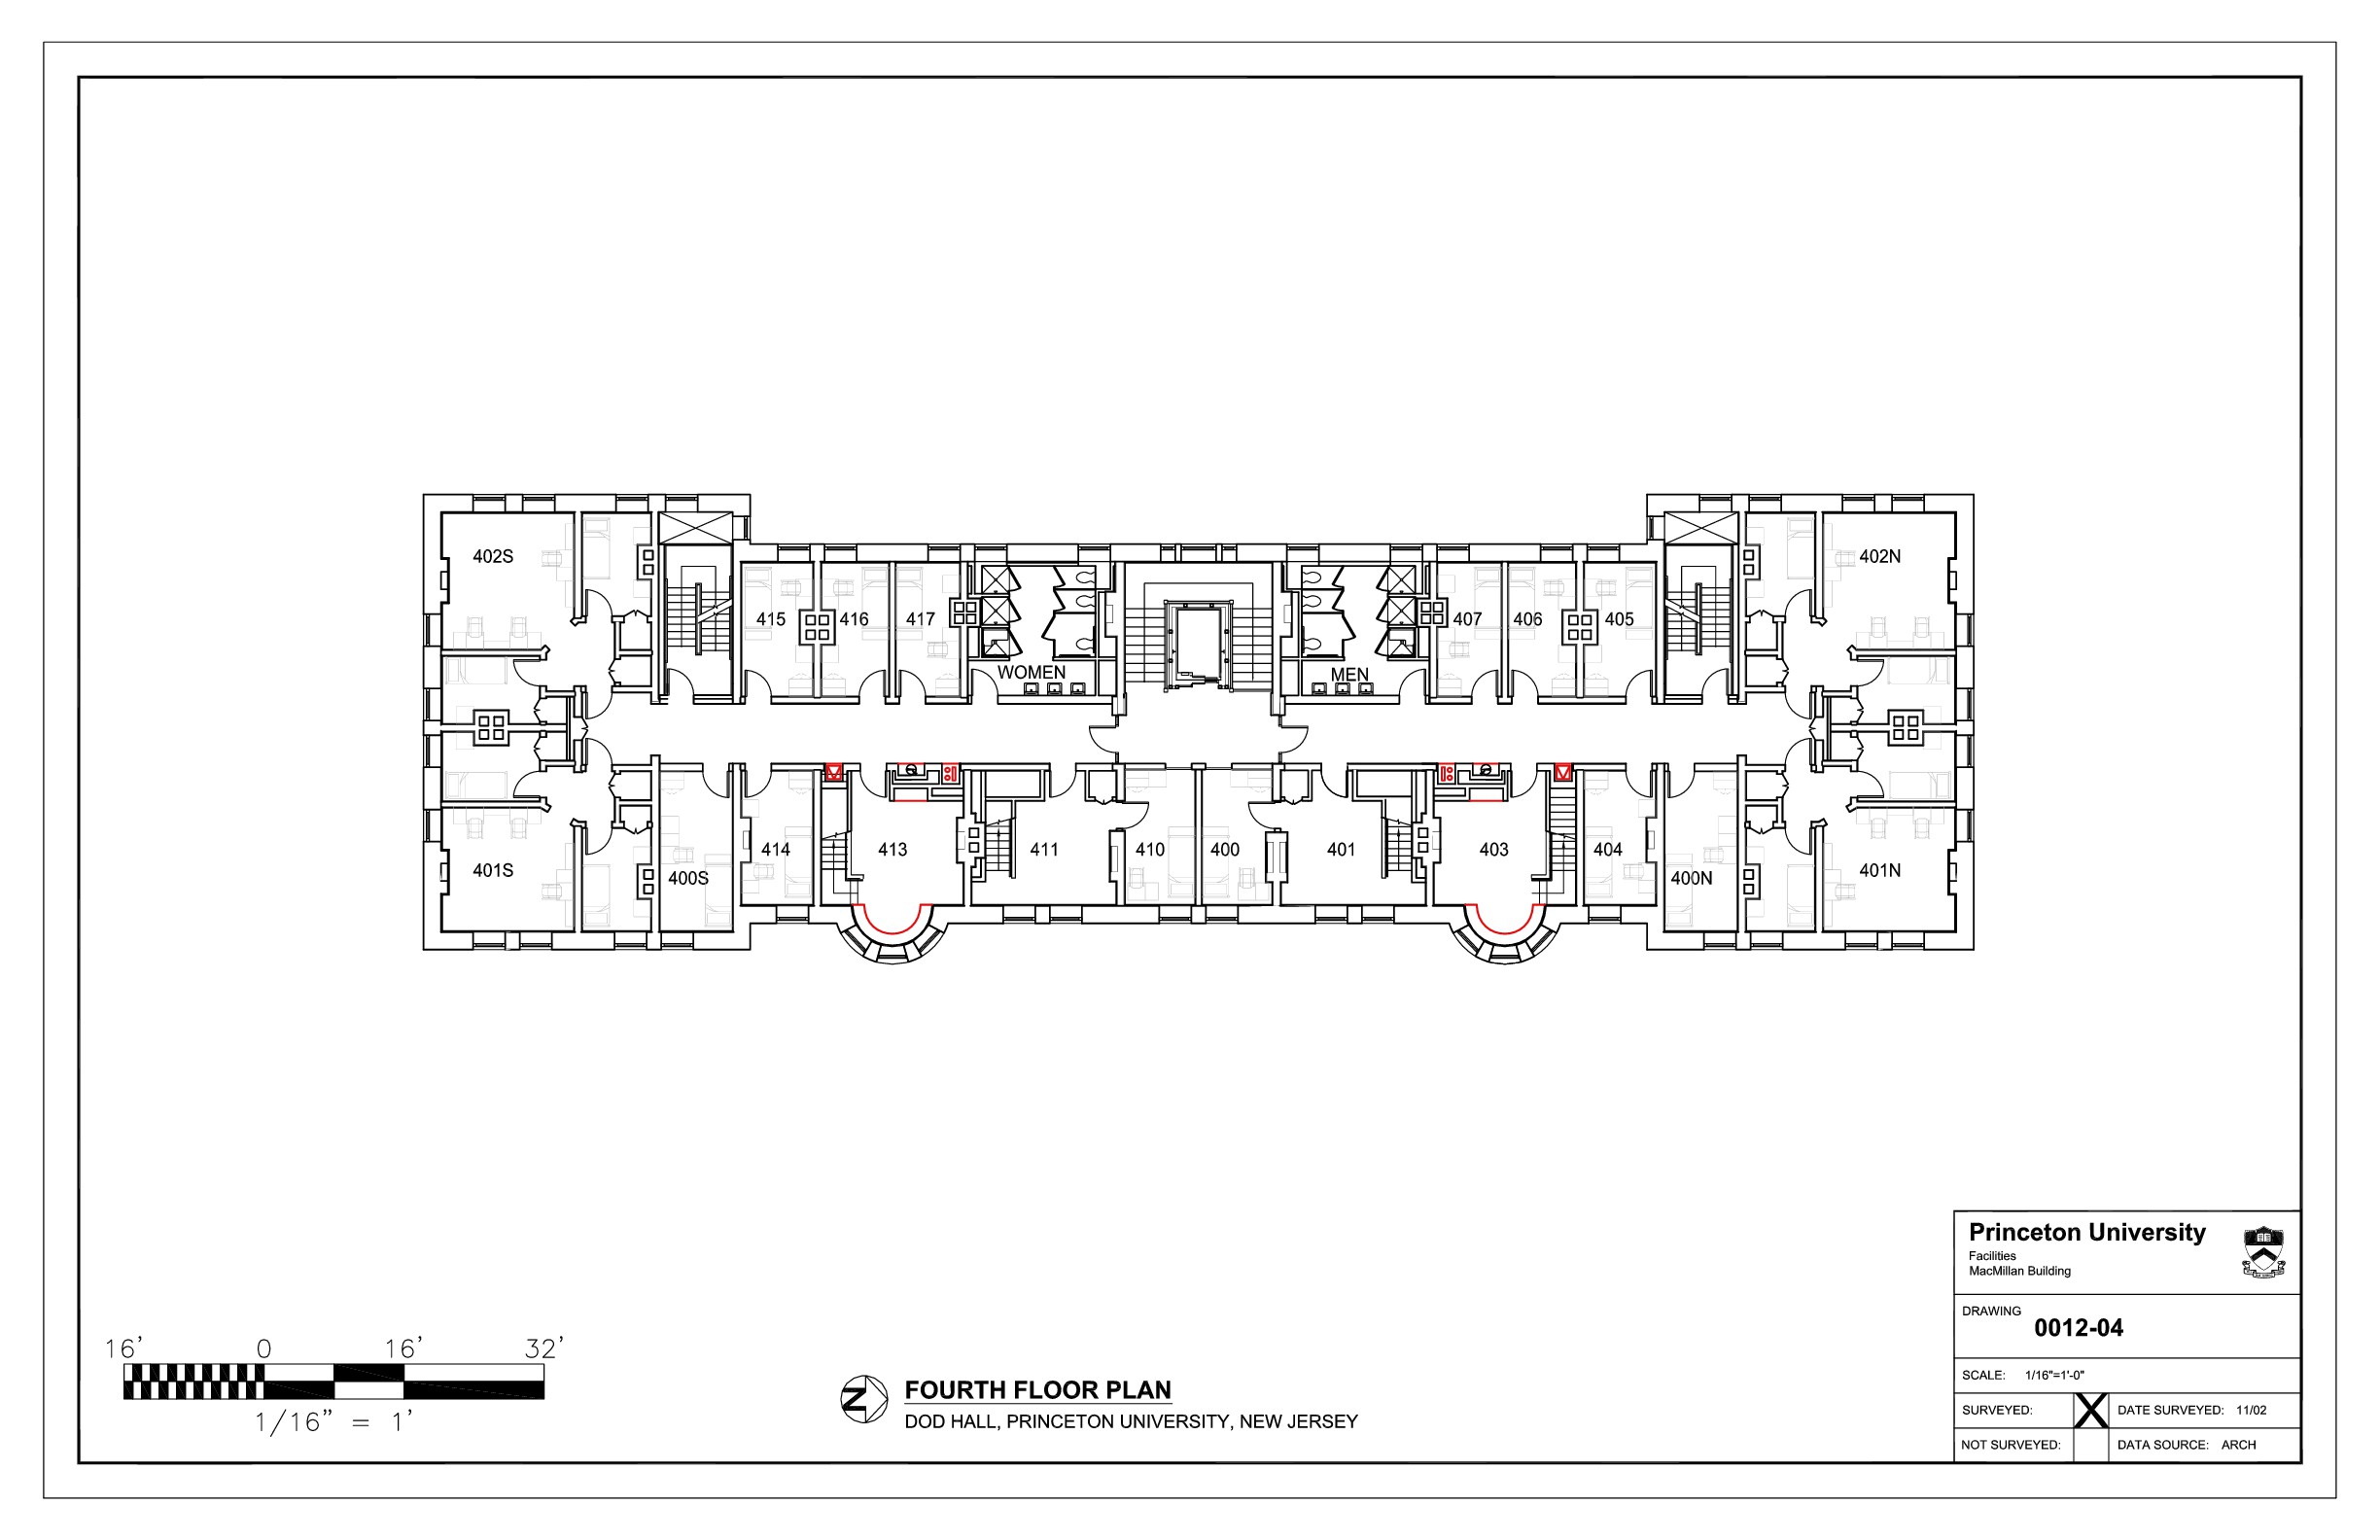 402S
402N
415
416
417
407
406
405
WOMEN
MEN
414
413
411
410
400
401
403
404
401S
400S
400N
401N
Princeton University
Facilities
MacMillan Building
DRAWING
0012-04
SCALE: 1/16"=1'-0"
SURVEYED: X DATE SURVEYED: 11/02
NOT SURVEYED: DATA SOURCE: ARCH
16' 0 16' 32'
1/16" = 1'
N
FOURTH FLOOR PLAN
DOD HALL, PRINCETON UNIVERSITY, NEW JERSEY